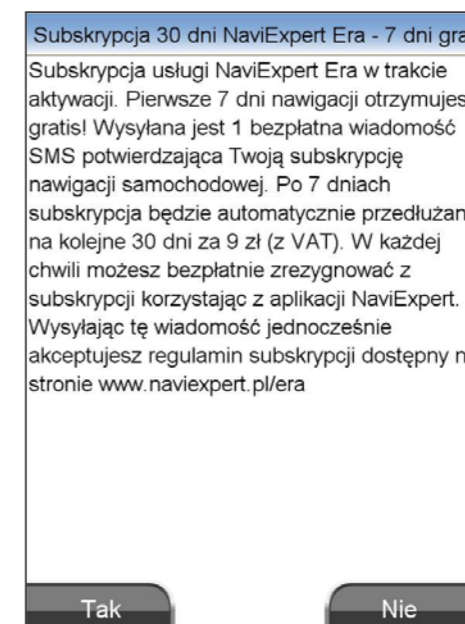 Subskrypcja 30 dni NaviExpert Era - 7 dni gra
Subskrypcja usługi NaviExpert Era w trakcie
aktywacji. Pierwsze 7 dni nawigacji otrzymujes
gratis! Wysyłana jest 1 bezpłatna wiadomość
SMS potwierdzająca Twoją subskrypcję
nawigacji samochodowej. Po 7 dniach
subskrypcja będzie automatycznie przedłużan
na kolejne 30 dni za 9 zł (z VAT). W każdej
chwili możesz bezpłatnie zrezygnować z
subskrypcji korzystając z aplikacji NaviExpert.
Wysyłając tę wiadomość jednocześnie
akceptujesz regulamin subskrypcji dostępny n
stronie www.naviexpert.pl/era
Tak Nie